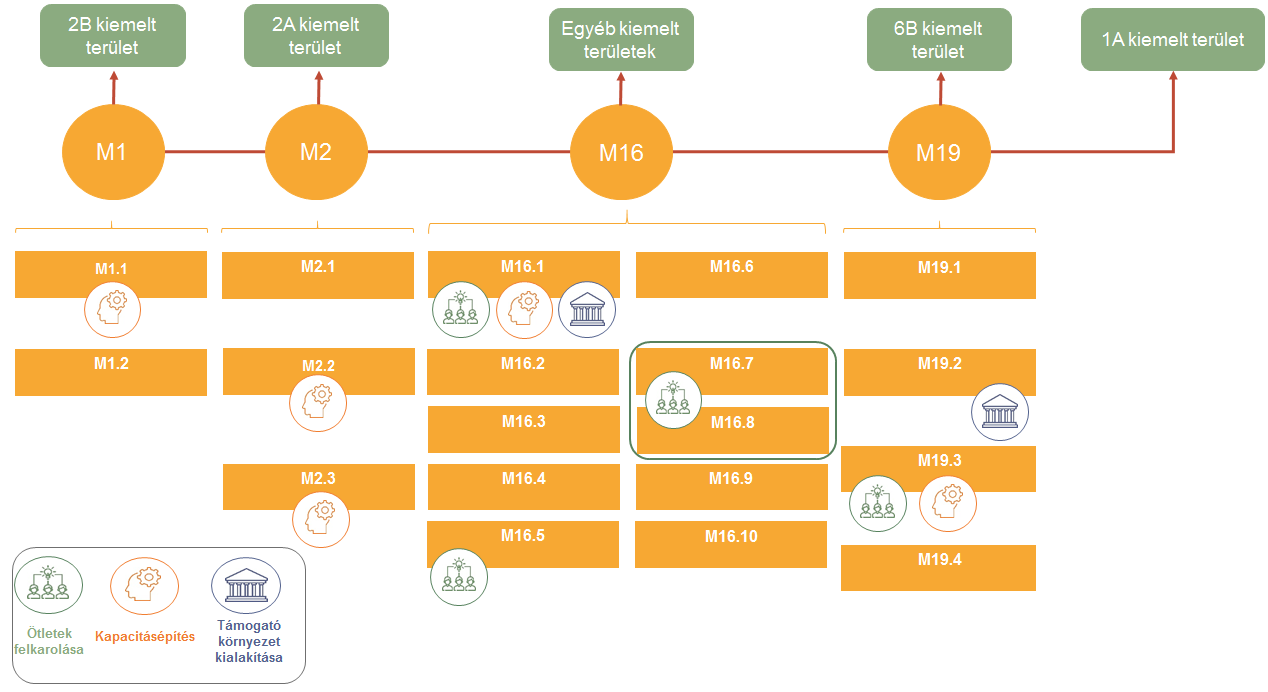 2B kiemelt
terület
2A kiemelt
terület
Egyéb kiemelt
területek
6B kiemelt
terület
1A kiemelt terület
M1
M2
M16
M19
M1.1
M1.2
M2.1
M2.2
M2.3
M16.1
M16.2
M16.3
M16.4
M16.5
M16.6
M16.7
M16.8
M16.9
M16.10
M19.1
M19.2
M19.3
M19.4
Ötletek
felkarolása
Kapacitásépítés
Támogató
környezet
kialakítása